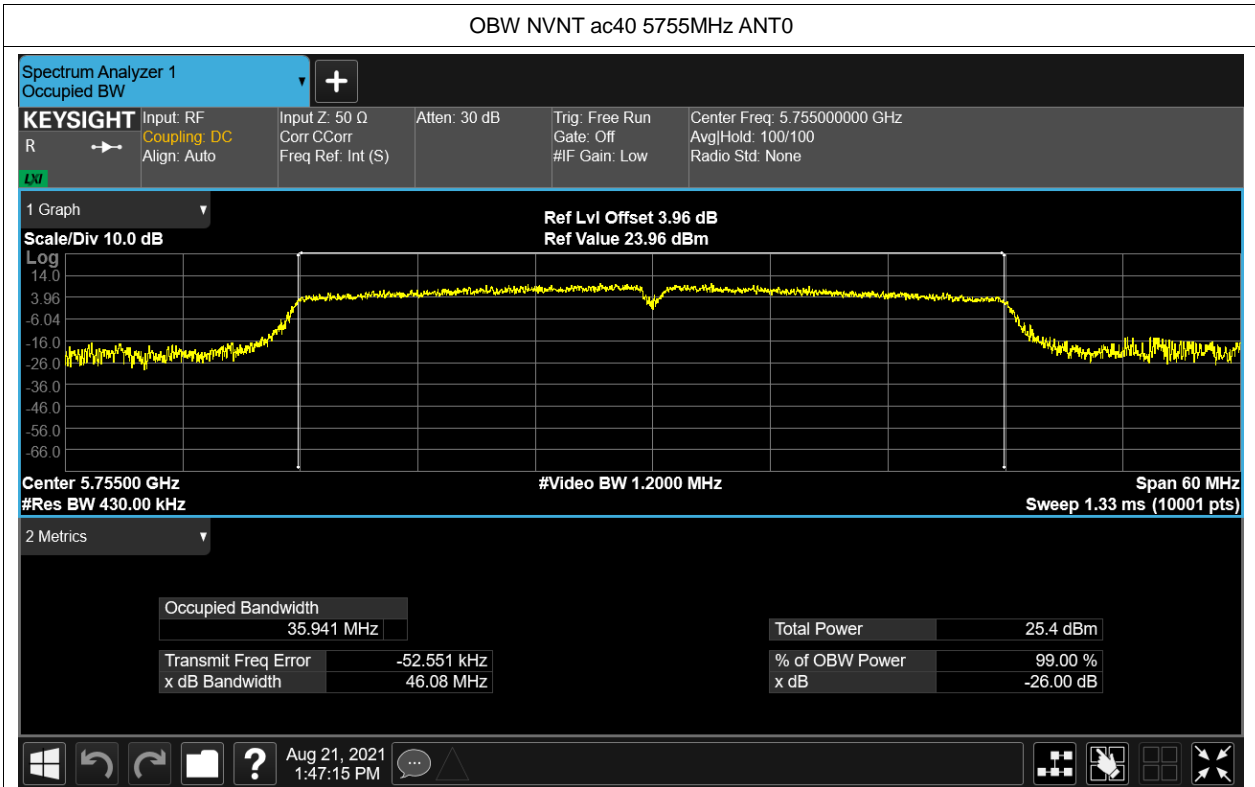 OBW NVNT ac40 5755MHz ANT0
Spectrum Analyzer 1
Occupied BW
+
KEYSIGHT
R
LXI
Input: RF
Coupling: DC
Align: Auto
Input Z: 50 Ω
Corr CCorr
Freq Ref: Int (S)
Atten: 30 dB
Trig: Free Run
Gate: Off
#IF Gain: Low
Center Freq: 5.755000000 GHz
Avg|Hold: 100/100
Radio Std: None
1 Graph
Scale/Div 10.0 dB
Ref Lvl Offset 3.96 dB
Ref Value 23.96 dBm
Log
14.0
3.96
-6.04
-16.0
-26.0
-36.0
-46.0
-56.0
-66.0
Center 5.75500 GHz
#Video BW 1.2000 MHz
Span 60 MHz
#Res BW 430.00 kHz
Sweep 1.33 ms (10001 pts)
2 Metrics
Occupied Bandwidth
35.941 MHz
Total Power 25.4 dBm
Transmit Freq Error -52.551 kHz
% of OBW Power 99.00 %
x dB Bandwidth 46.08 MHz
x dB -26.00 dB
?
Aug 21, 2021
1:47:15 PM